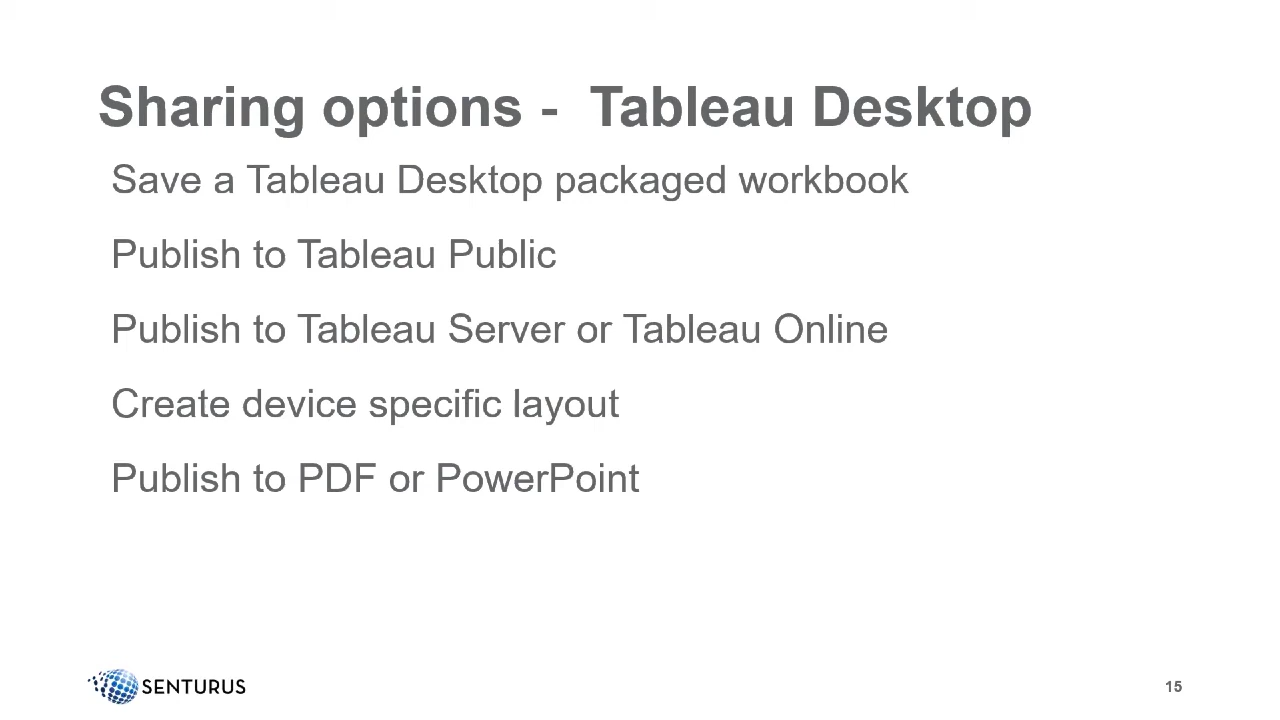 Sharing options - Tableau Desktop
Save a Tableau Desktop packaged workbook
Publish to Tableau Public
Publish to Tableau Server or Tableau Online
Create device specific layout
Publish to PDF or PowerPoint
SENTURUS
15